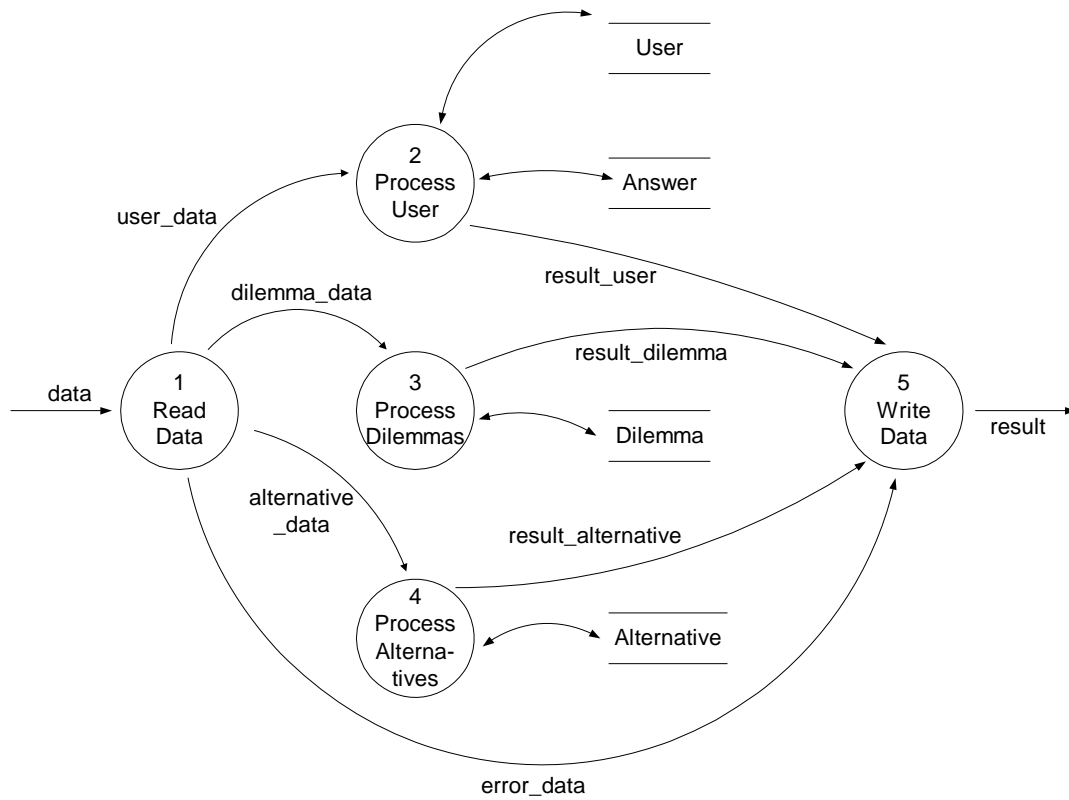 User
2
Process
User
Answer
user_data
result_user
dilemma_data
result_dilemma
data
1
Read
Data
3
Process
Dilemmas
Dilemma
5
Write
Data
result
alternative
_data
result_alternative
4
Process
Alterna-
tives
Alternative
error_data